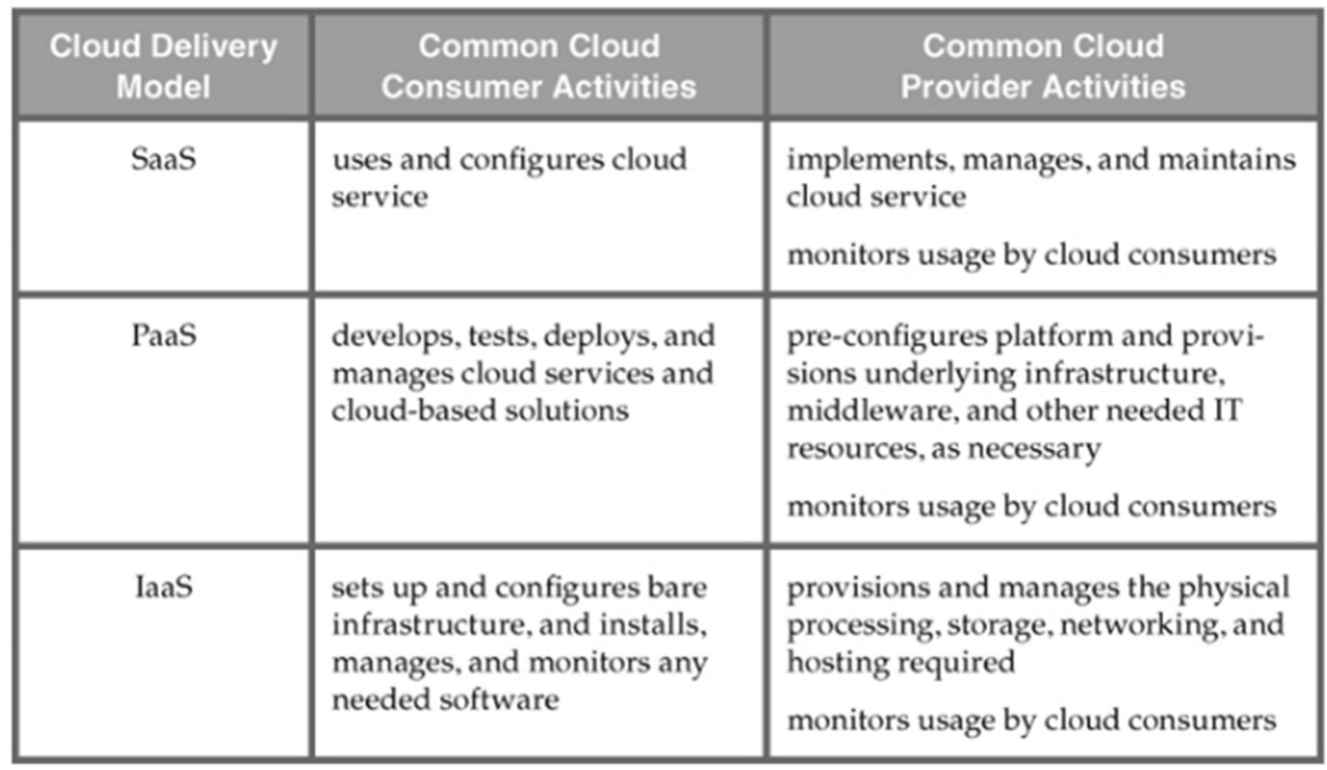 Cloud Delivery
Model
Common Cloud
Consumer Activities
Common Cloud
Provider Activities
SaaS
uses and configures cloud
service
implements, manages, and maintains
cloud service
monitors usage by cloud consumers
PaaS
develops, tests, deploys, and
manages cloud services and
cloud-based solutions
pre-configures platform and provi-
sions underlying infrastructure,
middleware, and other needed IT
resources, as necessary
monitors usage by cloud consumers
IaaS
sets up and configures bare
infrastructure, and installs,
manages, and monitors any
needed software
provisions and manages the physical
processing, storage, networking, and
hosting required
monitors usage by cloud consumers